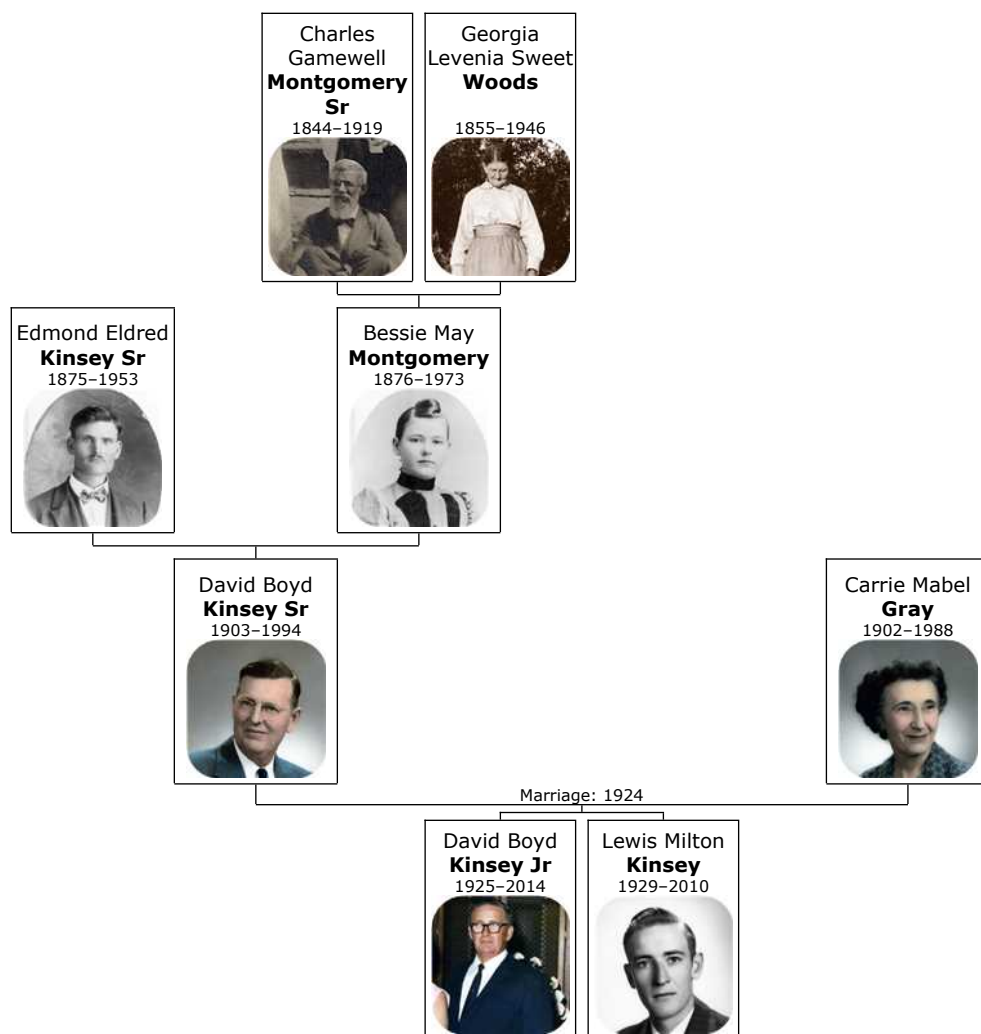 Charles
Gamewell
Montgomery
Sr
1844–1919
Georgia
Levenia Sweet
Woods
1855–1946
Edmond Eldred
Kinsey Sr
1875–1953
Bessie May
Montgomery
1876–1973
David Boyd
Kinsey Sr
1903–1994
Carrie Mabel
Gray
1902–1988
Marriage: 1924
David Boyd
Kinsey Jr
1925–2014
Lewis Milton
Kinsey
1929–2010